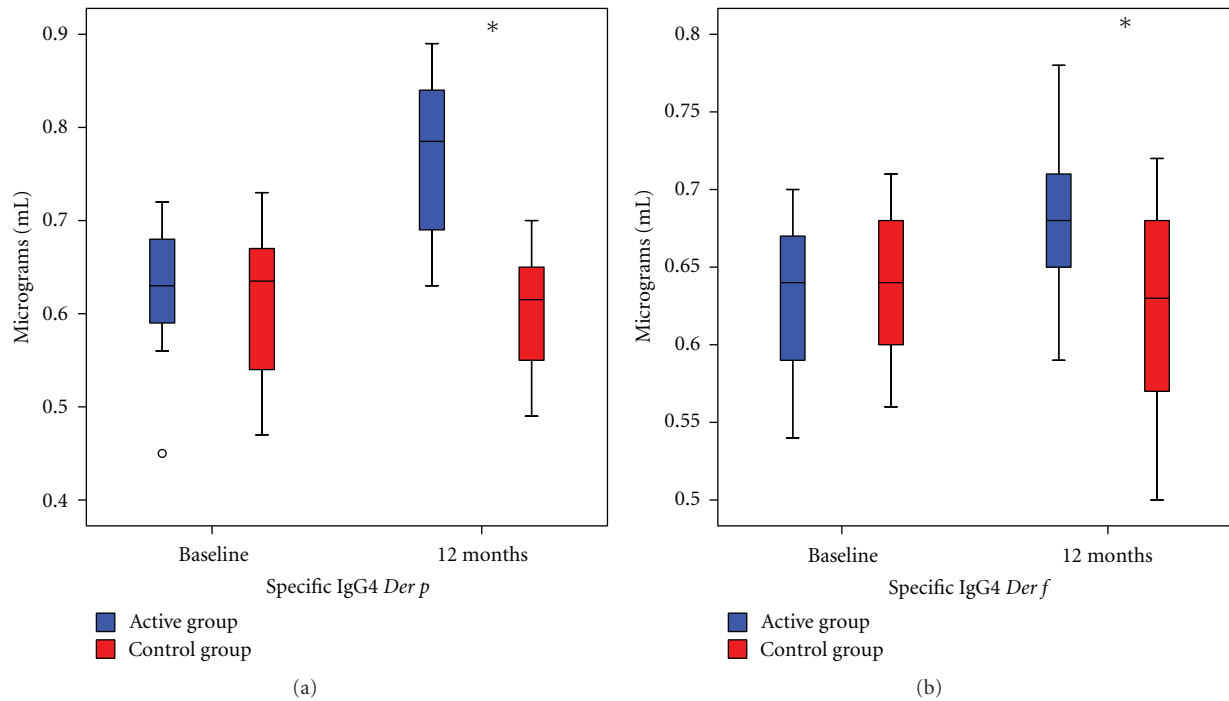 0.9
0.8
0.7
0.6
0.5
0.4
Micrograms (mL)
*
Baseline
12 months
Specific IgG4 Der p
Active group
Control group
(a)
0.8
0.75
0.7
0.65
0.6
0.55
0.5
Micrograms (mL)
*
Baseline
12 months
Specific IgG4 Der f
Active group
Control group
(b)